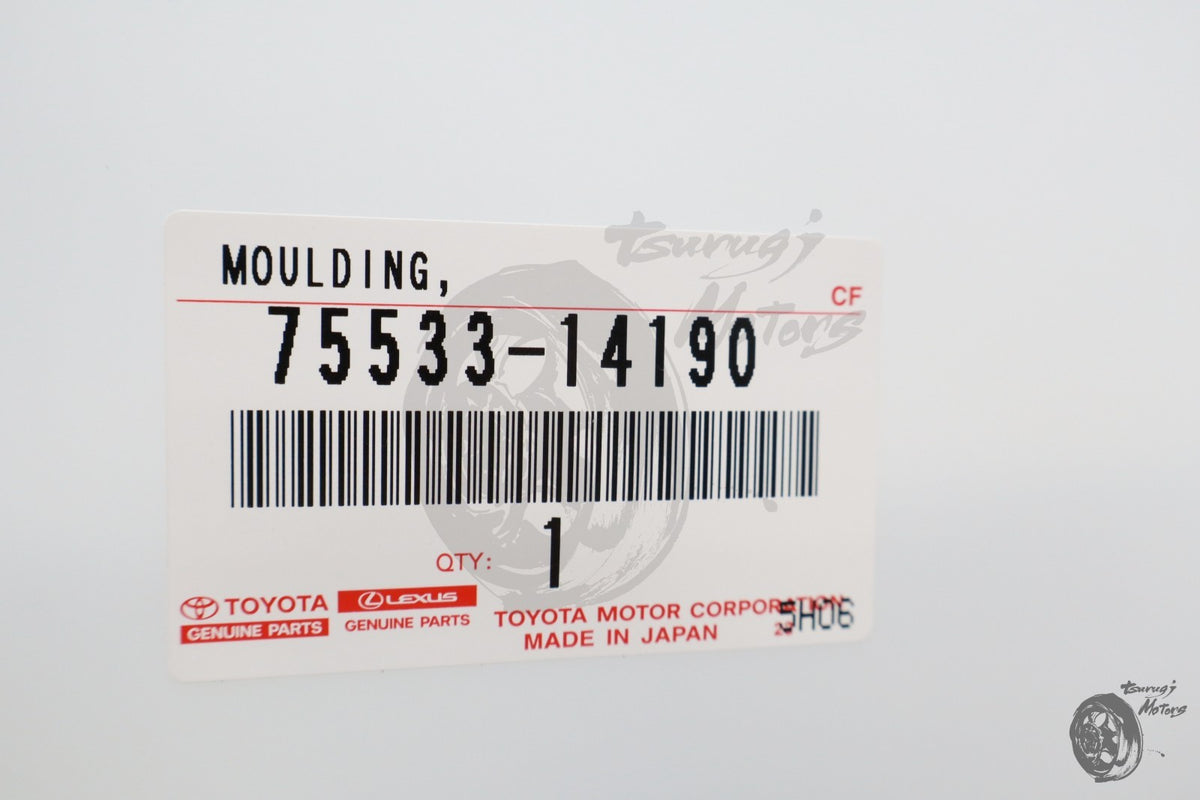 MOULDING,
CF
75533-14190
QTY: 1
TOYOTA
GENUINE PARTS
LEXUS
GENUINE PARTS
TOYOTA MOTOR CORPORATION
MADE IN JAPAN
5H06
Tsurugi
Motors
Tsurugi
Motors